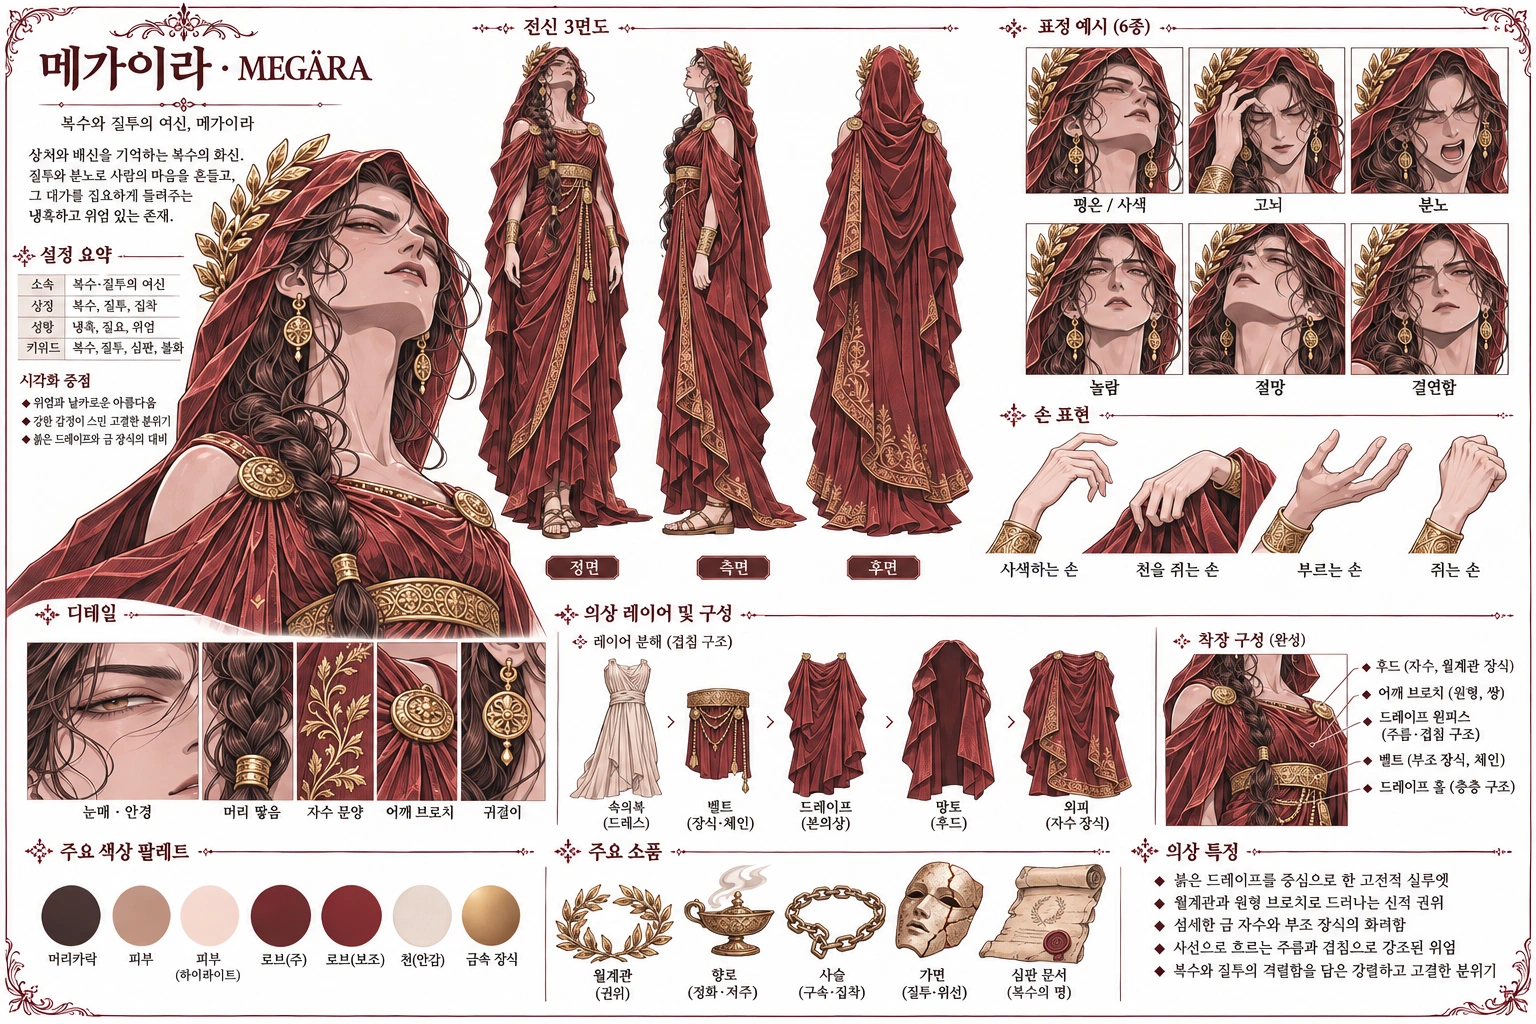 메가이라 · MEGÄRA
복수와 질투의 여신, 메가이라
상처와 배신을 기억하는 복수의 화신.
질투와 분노로 사람의 마음을 흔들고,
그 대가를 집요하게 들려주는
냉혹하고 위엄 있는 존재.
설정 요약
소속 복수·질투의 여신
상징 복수, 질투, 집착
성향 냉혹, 질요, 위엄
키워드 복수, 질투, 심판, 불화
시각화 중점
◆ 위엄과 날카로운 아름다움
◆ 강한 감정이 스민 고결한 분위기
◆ 붉은 드레이프와 금 장식의 대비
전신 3면도
정면
측면
후면
표정 예시 (6종)
평온 / 사색
고뇌
분노
놀람
절망
결연함
손 표현
사색하는 손
천을 쥐는 손
부르는 손
쥐는 손
디테일
눈매 · 안경
머리 땋음
자수 문양
어깨 브로치
귀걸이
의상 레이어 및 구성
레이어 분해 (겹침 구조)
속의복
(드레스)
벨트
(장식·체인)
드레이프
(본의상)
망토
(후드)
외피
(자수 장식)
착장 구성 (완성)
후드 (자수, 월계관 장식)
어깨 브로치 (원형, 쌍)
드레이프 원피스
(주름·겹침 구조)
벨트 (부조 장식, 체인)
드레이프 홀 (층층 구조)
주요 색상 팔레트
머리카락
피부
피부
(하이라이트)
로브(주)
로브(보조)
천(안감)
금속 장식
주요 소품
월계관
(권위)
향로
(정화·저주)
사슬
(구속·집착)
가면
(질투·위선)
심판 문서
(복수의 명)
의상 특정
◆ 붉은 드레이프를 중심으로 한 고전적 실루엣
◆ 월계관과 원형 브로치로 드러나는 신적 권위
◆ 섬세한 금 자수와 부조 장식의 화려함
◆ 사선으로 흐르는 주름과 겹침으로 강조된 위엄
◆ 복수와 질투의 격렬함을 담은 강렬하고 고결한 분위기